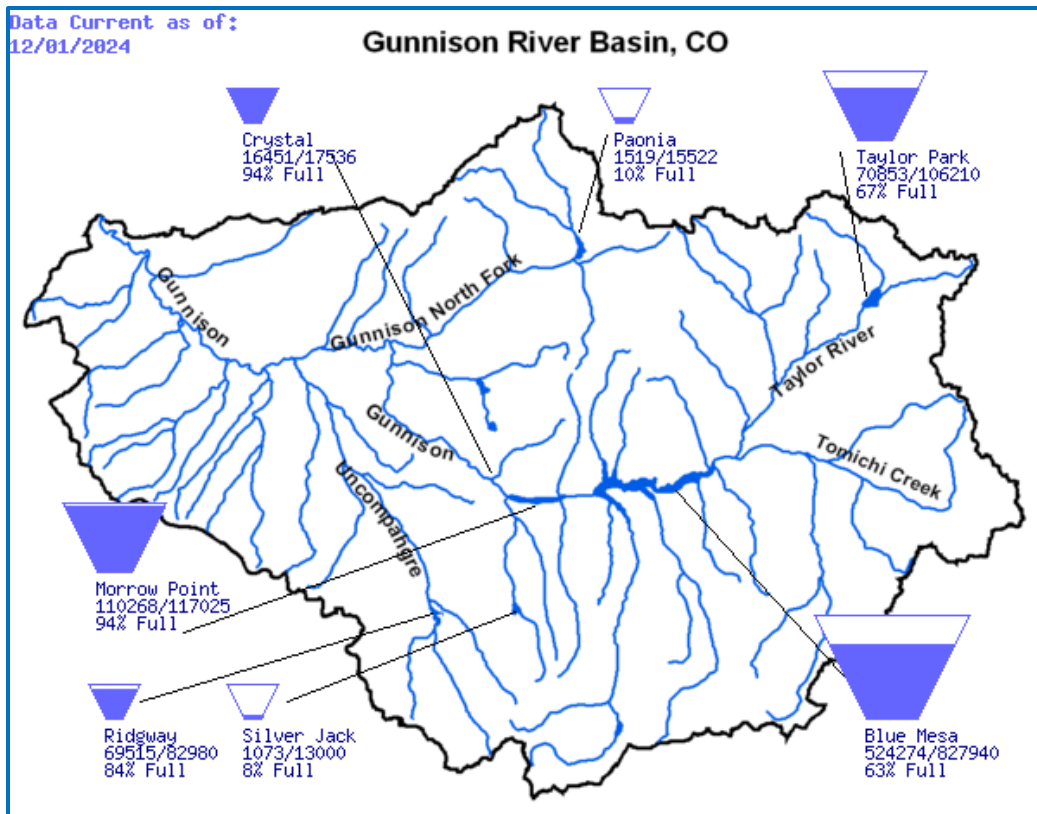 Data Current as of:
12/01/2024
Gunnison River Basin, CO
Crystal
16451/17536
94% Full
Paonia
1519/15522
10% Full
Taylor Park
70853/106210
67% Full
Gunnison
Gunnison North Fork
Taylor River
Gunnison
Tomichi Creek
Uncompahgre
Morrow Point
110268/117025
94% Full
Ridgway
69515/82980
84% Full
Silver Jack
1073/13000
8% Full
Blue Mesa
524274/827940
63% Full